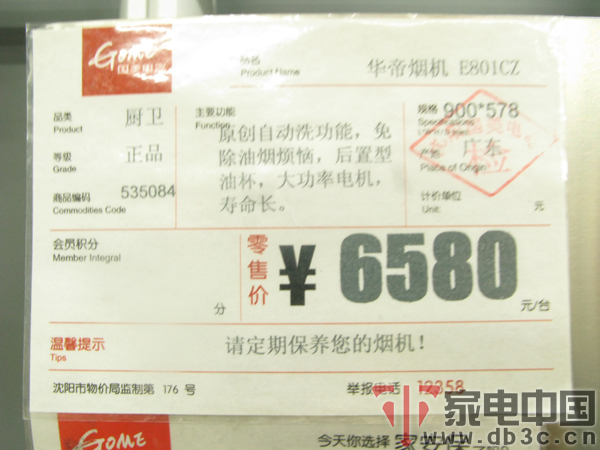 GOME
国美电器
品名
Product Name
华帝烟机 E801CZ
品类
Product
厨卫
主要功能
Function
原创自动洗功能，免
除油烟烦恼，后置型
油杯，大功率电机，
寿命长。
规格 900*578
Specifications
等级
Grade
正品
产地
Place of Origin
广东
商品编码
Commodities Code
535084
计价单位
Unit:
元
会员积分
Member Integral
分
零售价
¥6580
元/台
温馨提示
Tips
请定期保养您的烟机！
沈阳市物价局监制第 176 号
举报电话 12358
GOME
今天你选择
家电中国
www.db3c.cn